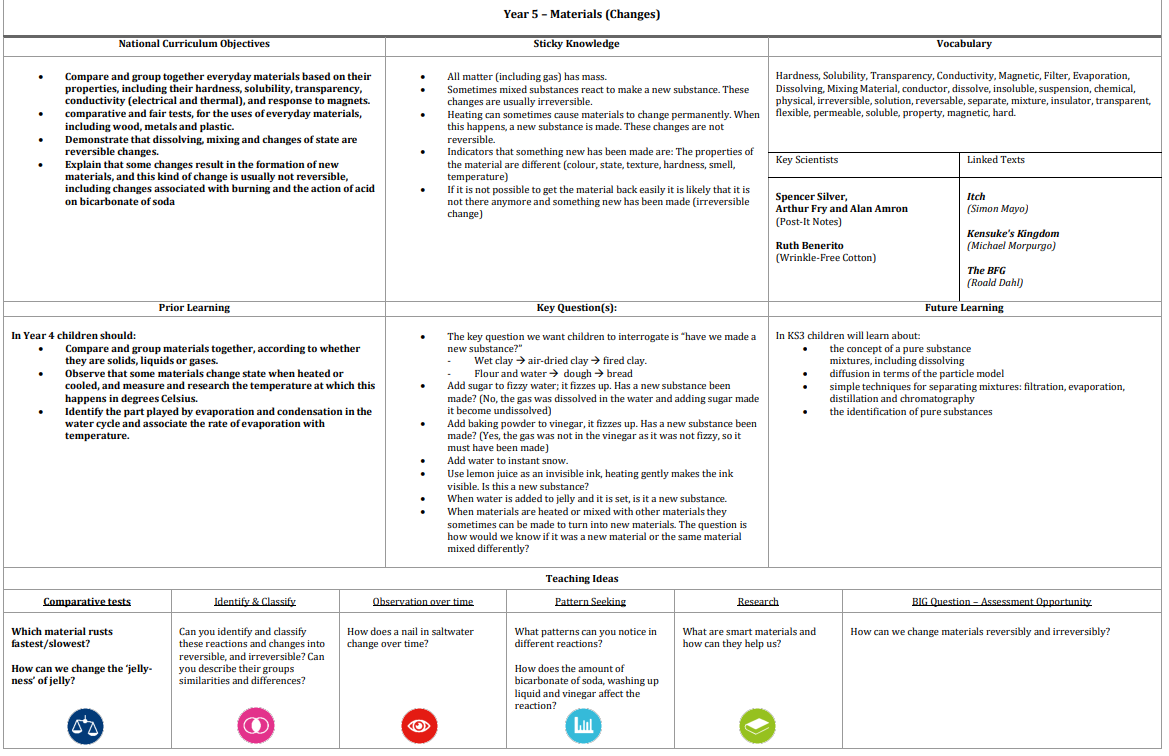 Year 5 – Materials (Changes)
National Curriculum Objectives
Sticky Knowledge
Vocabulary
• Compare and group together everyday materials based on their
properties, including their hardness, solubility, transparency,
conductivity (electrical and thermal), and response to magnets.
• comparative and fair tests, for the uses of everyday materials,
including wood, metals and plastic.
• Demonstrate that dissolving, mixing and changes of state are
reversible changes.
• Explain that some changes result in the formation of new
materials, and this kind of change is usually not reversible,
including changes associated with burning and the action of acid
on bicarbonate of soda
• All matter (including gas) has mass.
• Sometimes mixed substances react to make a new substance. These
changes are usually irreversible.
• Heating can sometimes cause materials to change permanently. When
this happens, a new substance is made. These changes are not
reversible.
• Indicators that something new has been made are: The properties of
the material are different (colour, state, texture, hardness, smell,
temperature)
• If it is not possible to get the material back easily it is likely that it is
not there anymore and something new has been made (irreversible
change)
Hardness, Solubility, Transparency, Conductivity, Magnetic, Filter, Evaporation,
Dissolving, Mixing Material, conductor, dissolve, insoluble, suspension, chemical,
physical, irreversible, solution, reversable, separate, mixture, insulator, transparent,
flexible, permeable, soluble, property, magnetic, hard.
Key Scientists
Linked Texts
Spencer Silver,
Arthur Fry and Alan Amron
(Post-It Notes)
Ruth Benerito
(Wrinkle-Free Cotton)
Itch
(Simon Mayo)
Kensuke's Kingdom
(Michael Morpurgo)
The BFG
(Roald Dahl)
Prior Learning
Key Question(s):
Future Learning
In Year 4 children should:
• Compare and group materials together, according to whether
they are solids, liquids or gases.
• Observe that some materials change state when heated or
cooled, and measure and research the temperature at which this
happens in degrees Celsius.
• Identify the part played by evaporation and condensation in the
water cycle and associate the rate of evaporation with
temperature.
• The key question we want children to interrogate is “have we made a
new substance?”
- Wet clay → air-dried clay → fired clay.
- Flour and water → dough → bread
• Add sugar to fizzy water; it fizzes up. Has a new substance been
made? (No, the gas was dissolved in the water and adding sugar made
it become undissolved)
• Add baking powder to vinegar, it fizzes up. Has a new substance been
made? (Yes, the gas was not in the vinegar as it was not fizzy, so it
must have been made)
• Add water to instant snow.
• Use lemon juice as an invisible ink, heating gently makes the ink
visible. Is this a new substance?
• When water is added to jelly and it is set, is it a new substance.
• When materials are heated or mixed with other materials they
sometimes can be made to turn into new materials. The question is
how would we know if it was a new material or the same material
mixed differently?
In KS3 children will learn about:
• the concept of a pure substance
mixtures, including dissolving
• diffusion in terms of the particle model
• simple techniques for separating mixtures: filtration, evaporation,
distillation and chromatography
• the identification of pure substances
Teaching Ideas
Comparative tests
Identify & Classify
Observation over time
Pattern Seeking
Research
BIG Question – Assessment Opportunity
Which material rusts
fastest/slowest?
How can we change the ‘jelly-
ness’ of jelly?
Can you identify and classify
these reactions and changes into
reversible, and irreversible? Can
you describe their groups
similarities and differences?
How does a nail in saltwater
change over time?
What patterns can you notice in
different reactions?
How does the amount of
bicarbonate of soda, washing up
liquid and vinegar affect the
reaction?
What are smart materials and
how can they help us?
How can we change materials reversibly and irreversibly?